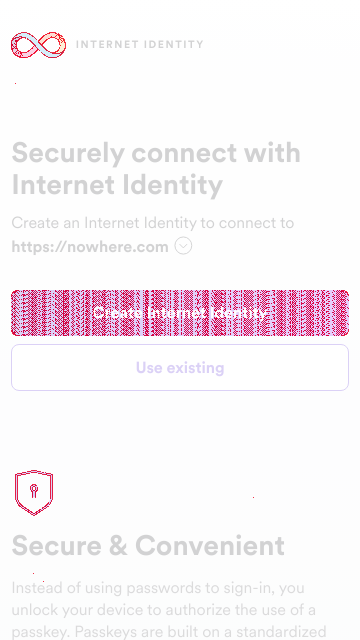 INTERNET IDENTITY
Securely connect with
Internet Identity
Create an Internet Identity to connect to
https://nowhere.com
Create Internet Identity
Use existing
Secure & Convenient
Instead of using passwords to sign-in, you
unlock your device to authorize the use of a
passkey. Passkeys are built on a standardized